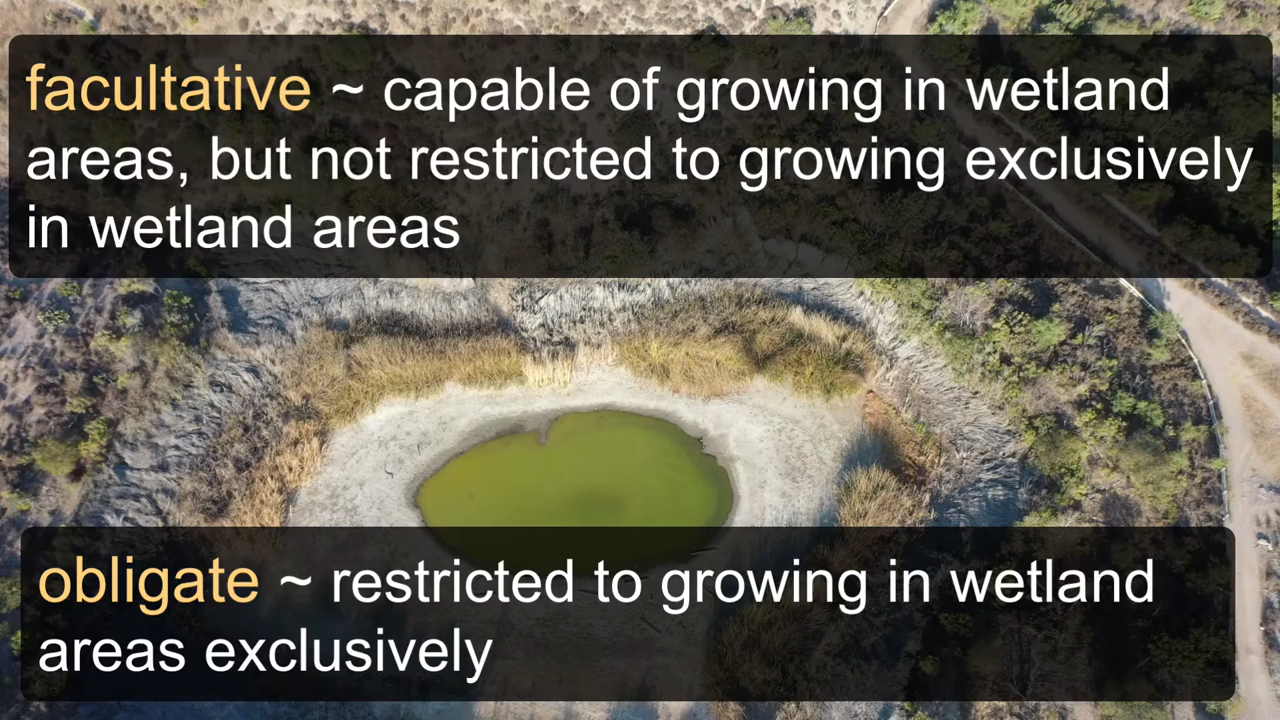 facultative ~ capable of growing in wetland
areas, but not restricted to growing exclusively
in wetland areas
obligate ~ restricted to growing in wetland
areas exclusively